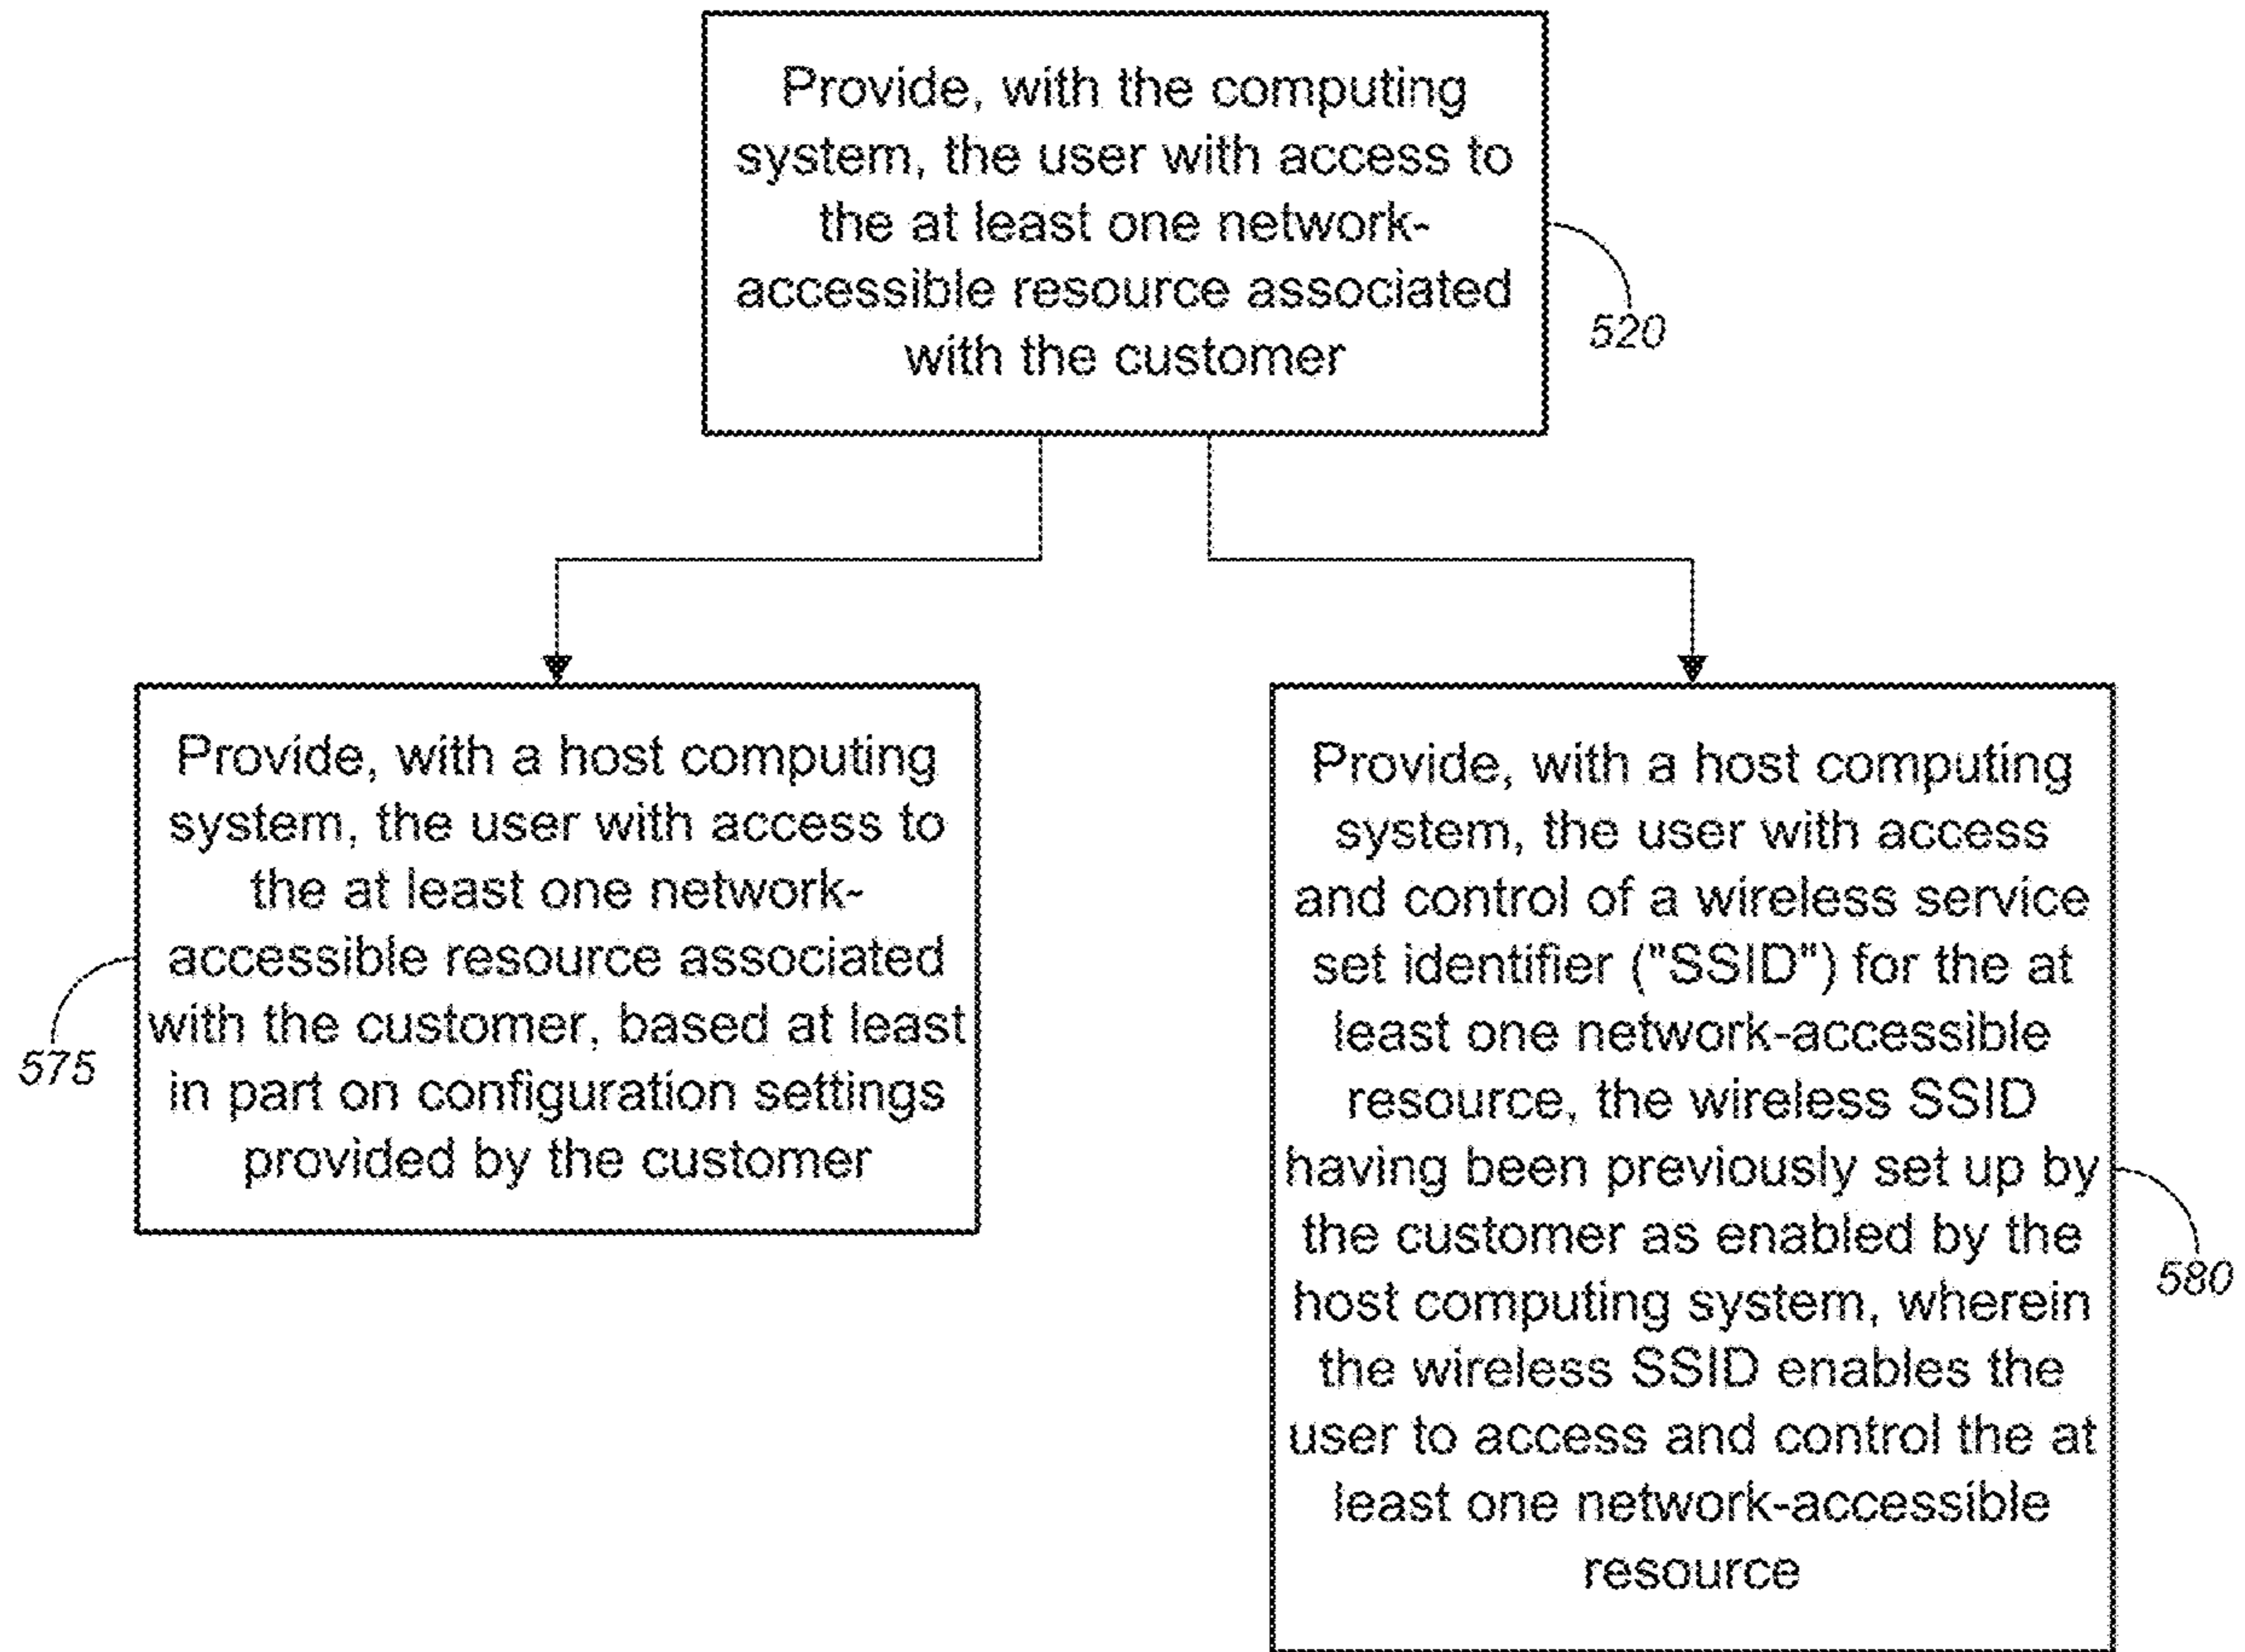 Provide, with the computing
system, the user with access to
the at least one network-
accessible resource associated
with the customer
520
Provide, with a host computing
system, the user with access to
the at least one network-
accessible resource associated
with the customer, based at least
in part on configuration settings
provided by the customer
575
Provide, with a host computing
system, the user with access
and control of a wireless service
set identifier ("SSID") for the at
least one network-accessible
resource, the wireless SSID
having been previously set up by
the customer as enabled by the
host computing system, wherein
the wireless SSID enables the
user to access and control the at
least one network-accessible
resource
580